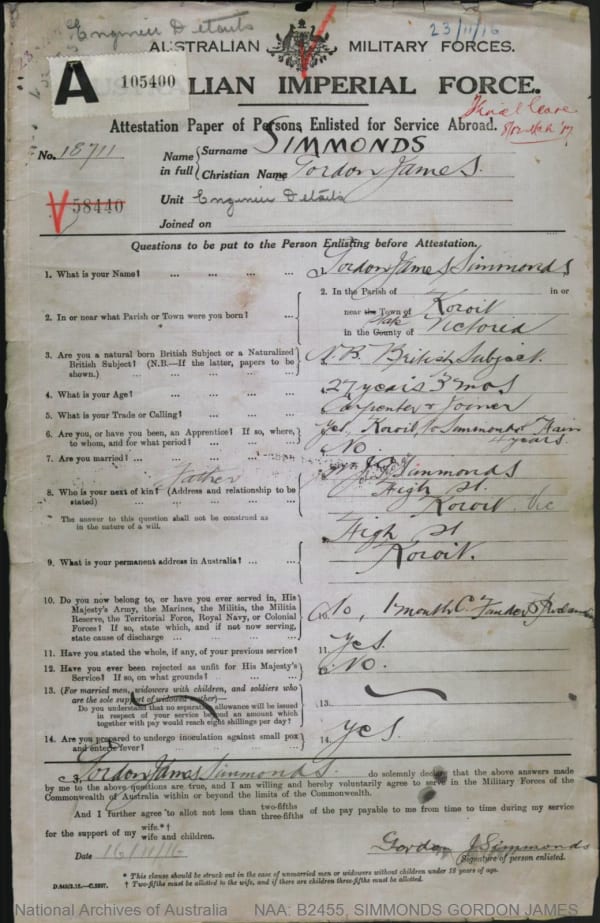 Engineer Details
23/11/16
AUSTRALIAN MILITARY FORCES.
A 105400
ALIAN IMPERIAL FORCE.
Attestation Paper of Persons Enlisted for Service Abroad.
No. 18711
Name in full { Surname SIMMONDS
Christian Name Gordon James.
58440
Unit Engineer Details
Joined on
Questions to be put to the Person Enlisting before Attestation.
1. What is your Name? ... ... ... ... Gordon James Simmonds
2. In or near what Parish or Town were you born? ... 2. In the Parish of in or
near the Town of Koroit
in the County of Victoria
3. Are you a natural born British Subject or a Naturalized
British Subject? (N.B.—If the latter, papers to be
shown.) ... ... N.B. British Subject.
4. What is your Age? ... ... ... ... 27 years 3 mos
5. What is your Trade or Calling? ... ... ... Carpenter & Joiner
6. Are you, or have you been, an Apprentice? If so, where,
to whom, and for what period? ... ... Yes. Koroit, to Simmonds &
4 years.
7. Are you married? ... ... ... ... No
Father
8. Who is your next of kin? (Address and relationship to be
stated) ... ... Simmonds
High St.
Koroit Vic
The answer to this question shall not be construed as
in the nature of a will.
9. What is your permanent address in Australia? ... High St
Koroit.
10. Do you now belong to, or have you ever served in, His
Majesty's Army, the Marines, the Militia, the Militia
Reserve, the Territorial Force, Royal Navy, or Colonial
Forces? If so, state which, and if not now serving,
state cause of discharge ... ... 10. 1 month
11. Have you stated the whole, if any, of your previous service? 11. Yes.
12. Have you ever been rejected as unfit for His Majesty's
Service? If so, on what grounds? ... No.
13. (For married men, widowers with children, and soldiers who
are the sole support of widowed mother)—
Do you understand that no separation allowance will be issued
in respect of your service beyond an amount which
together with pay would reach eight shillings per day? 13.
14. Are you prepared to undergo inoculation against small pox
and enteric fever? ... ... 14. Yes.
I, Gordon James Simmonds. do solemnly declare that the above answers made
by me to the above questions are true, and I am willing and hereby voluntarily agree to serve in the Military Forces of the
Commonwealth of Australia within or beyond the limits of the Commonwealth.
And I further agree to allot not less than two-fifths
three-fifths of the pay payable to me from time to time during my service
for the support of my wife.*†
wife and children.
Date 16/11/16
Gordon J Simmonds
(Signature of person enlisted.
* This clause should be struck out in the case of unmarried men or widowers without children under 18 years of age.
† Two-fifths must be allotted to the wife, and if there are children three-fifths must be allotted.
National Archives of Australia NAA: B2455, SIMMONDS GORDON JAMES